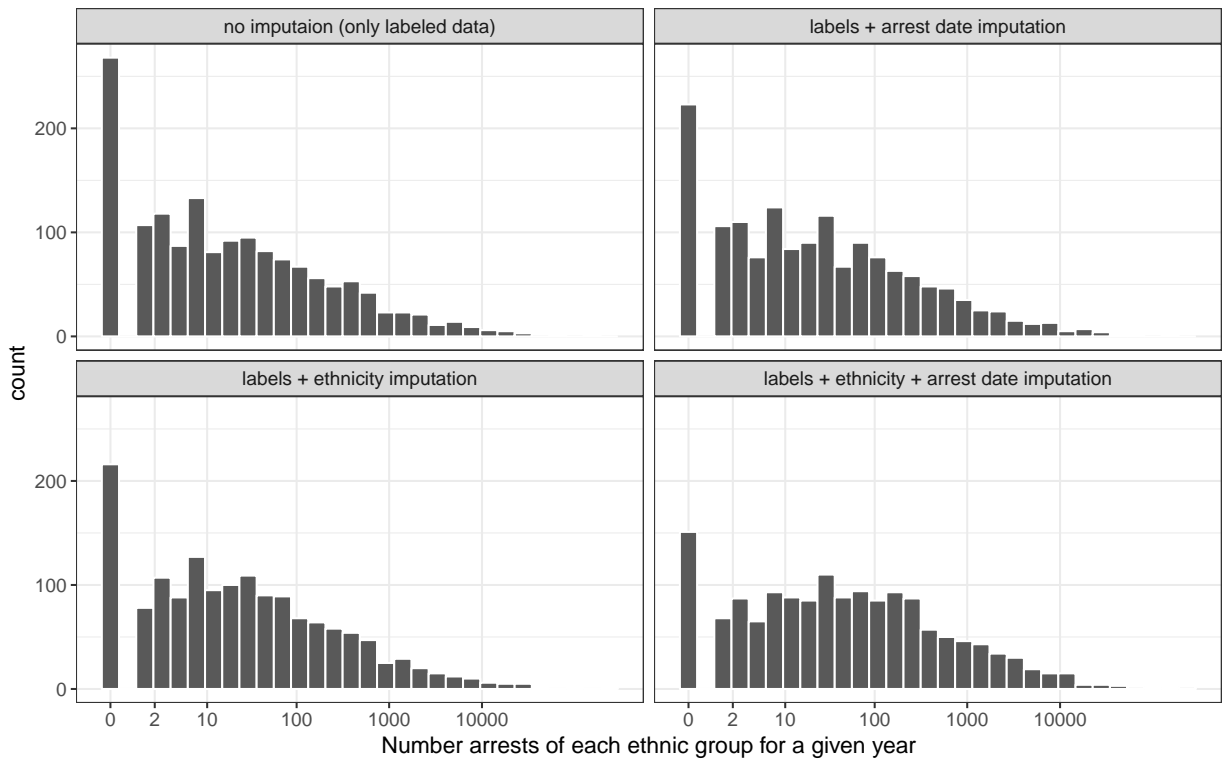 no imputaion (only labeled data)
labels + arrest date imputation
200
100
0
labels + ethnicity imputation
labels + ethnicity + arrest date imputation
200
100
0
count
0 2 10 100 1000 10000
0 2 10 100 1000 10000
Number arrests of each ethnic group for a given year